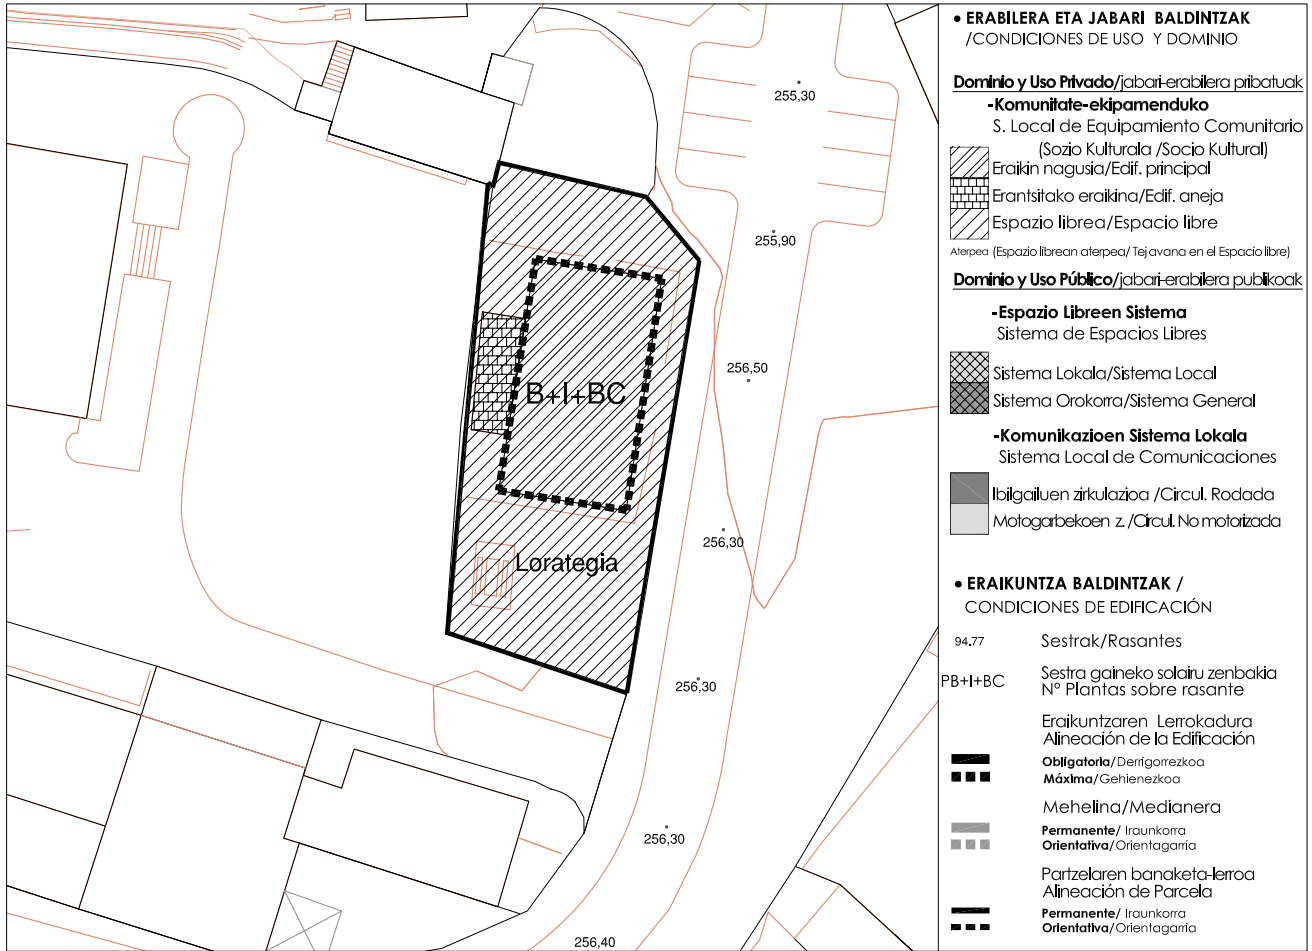 255,30
255,90
256,50
B+I+BC
256,30
Lorategia
256,30
256,30
256,40
• ERABILERA ETA JABARI BALDINTZAK
/CONDICIONES DE USO Y DOMINIO
Dominio y Uso Privado/jabari-erabilera pribatuak
-Komunitate-ekipamenduko
S. Local de Equipamiento Comunitario
(Sozio Kulturala /Socio Kultural)
Eraikin nagusia/Edif. principal
Erantsitako eraikina/Edif. aneja
Espazio librea/Espacio libre
Aterpea (Espazio librean aterpea/ Tejavana en el Espacio libre)
Dominio y Uso Público/jabari-erabilera publikoak
-Espazio Libreen Sistema
Sistema de Espacios Libres
Sistema Lokala/Sistema Local
Sistema Orokorra/Sistema General
-Komunikazioen Sistema Lokala
Sistema Local de Comunicaciones
Ibilgailuen zirkulazioa /Circul. Rodada
Motogarbekoen z. /Circul. No motorizada
• ERAIKUNTZA BALDINTZAK /
CONDICIONES DE EDIFICACIÓN
94.77 Sestrak/Rasantes
PB+I+BC Sestra gaineko solairu zenbakia
Nº Plantas sobre rasante
Eraikuntzaren Lerrokadura
Alineación de la Edificación
Obligatoria/Derrigorrezkoa
Máxima/Gehienezkoa
Mehelina/Medianera
Permanente/ Iraunkorra
Orientativa/Orientagarria
Partzelaren banaketa-lerroa
Alineación de Parcela
Permanente/ Iraunkorra
Orientativa/Orientagarria